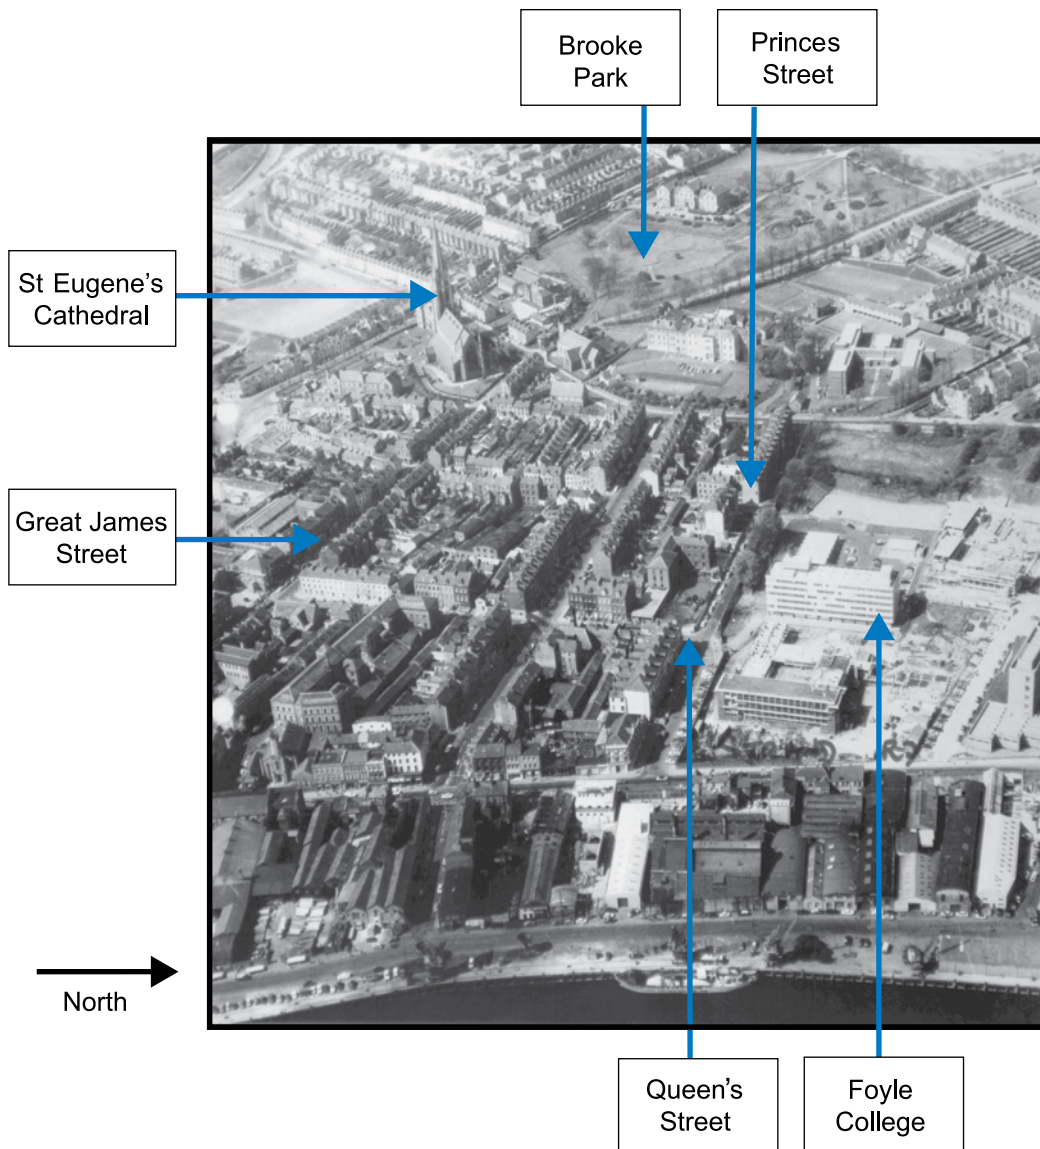 Brooke
Park
Princes
Street
St Eugene's
Cathedral
Great James
Street
North
Queen's
Street
Foyle
College